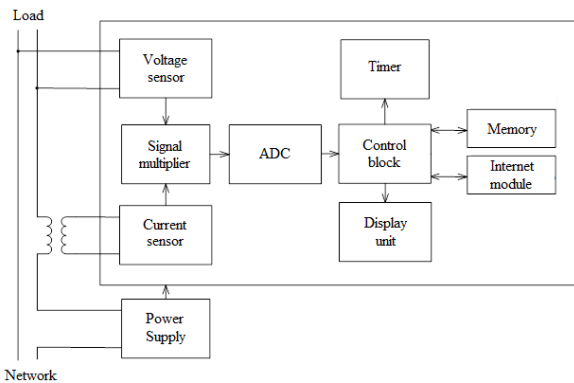 Load
Voltage
sensor
Timer
Signal
multiplier
ADC
Control
block
Memory
Internet
module
Current
sensor
Display
unit
Power
Supply
Network